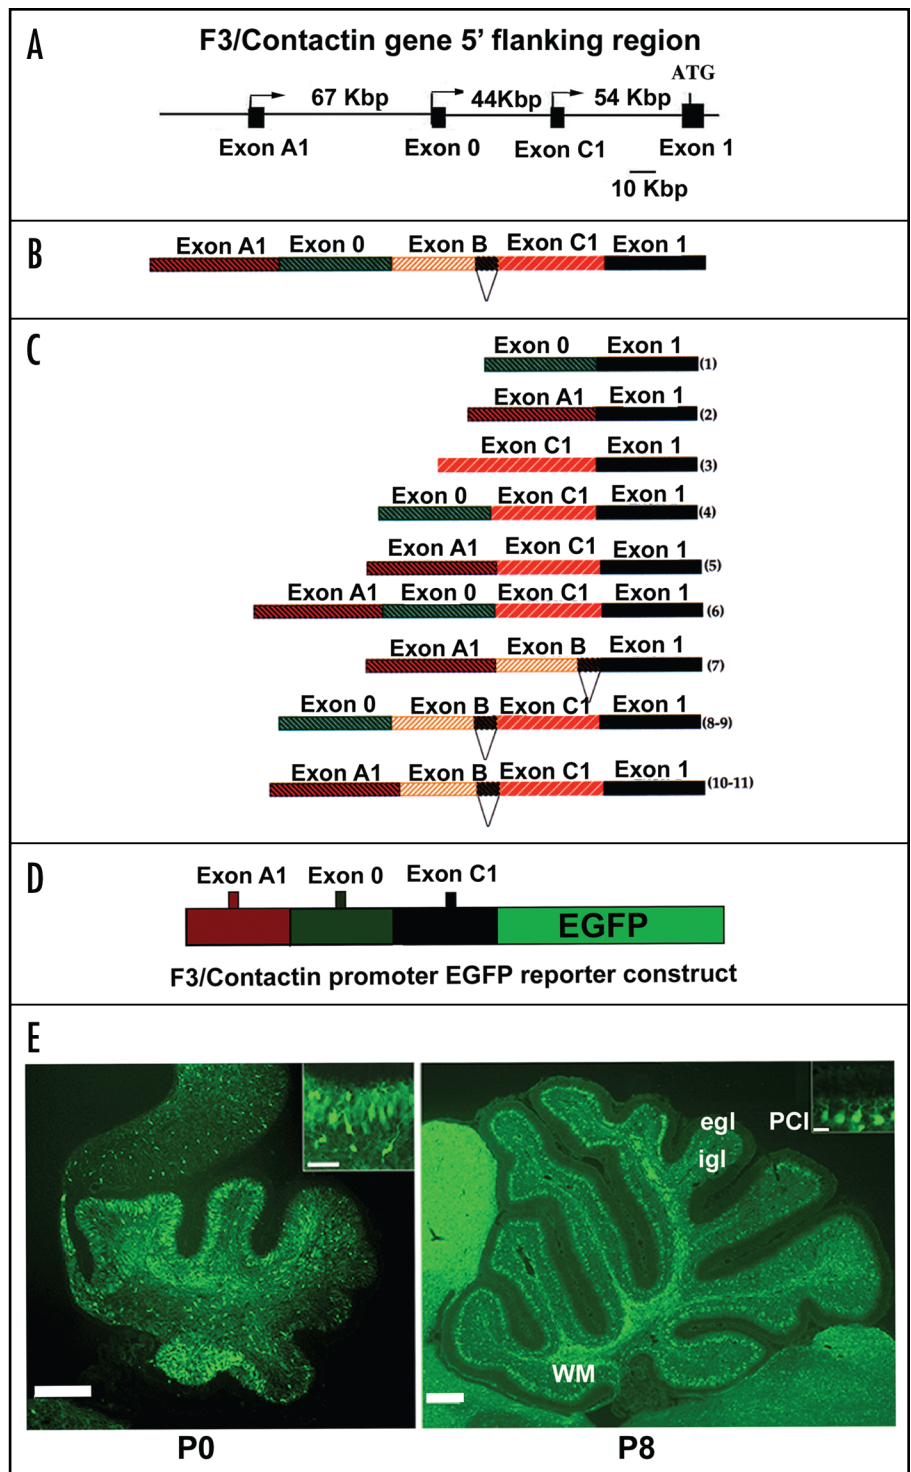 A
F3/Contactin gene 5' flanking region
ATG
67 Kbp 44Kbp 54 Kbp
Exon A1 Exon 0 Exon C1 Exon 1
10 Kbp
B
Exon A1 Exon 0 Exon B Exon C1 Exon 1
C
Exon 0 Exon 1 (1)
Exon A1 Exon 1 (2)
Exon C1 Exon 1 (3)
Exon 0 Exon C1 Exon 1 (4)
Exon A1 Exon C1 Exon 1 (5)
Exon A1 Exon 0 Exon C1 Exon 1 (6)
Exon A1 Exon B Exon 1 (7)
Exon 0 Exon B Exon C1 Exon 1 (8-9)
Exon A1 Exon B Exon C1 Exon 1 (10-11)
D
Exon A1 Exon 0 Exon C1
EGFP
F3/Contactin promoter EGFP reporter construct
E
egl PCl
igl
WM
P0 P8